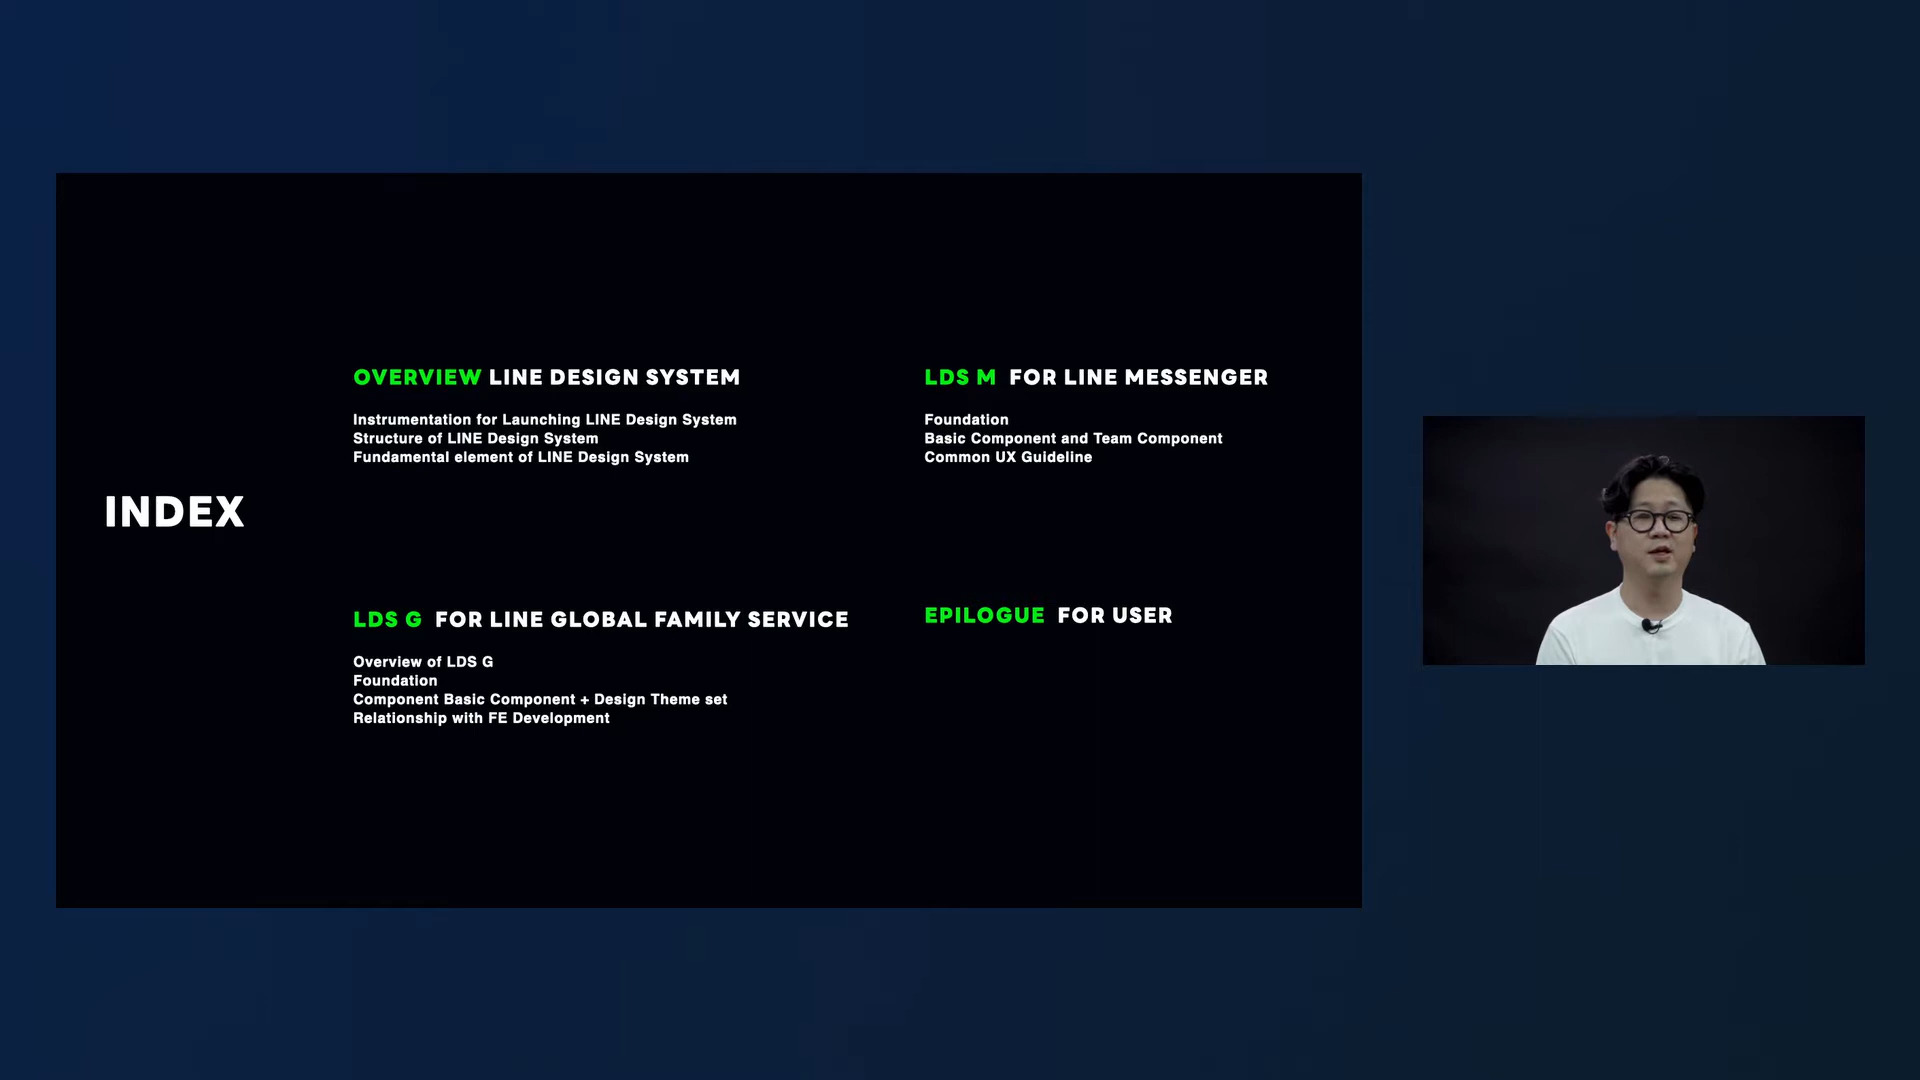 INDEX
OVERVIEW LINE DESIGN SYSTEM
Instrumentation for Launching LINE Design System
Structure of LINE Design System
Fundamental element of LINE Design System
LDS M FOR LINE MESSENGER
Foundation
Basic Component and Team Component
Common UX Guideline
LDS G FOR LINE GLOBAL FAMILY SERVICE
Overview of LDS G
Foundation
Component Basic Component + Design Theme set
Relationship with FE Development
EPILOGUE FOR USER